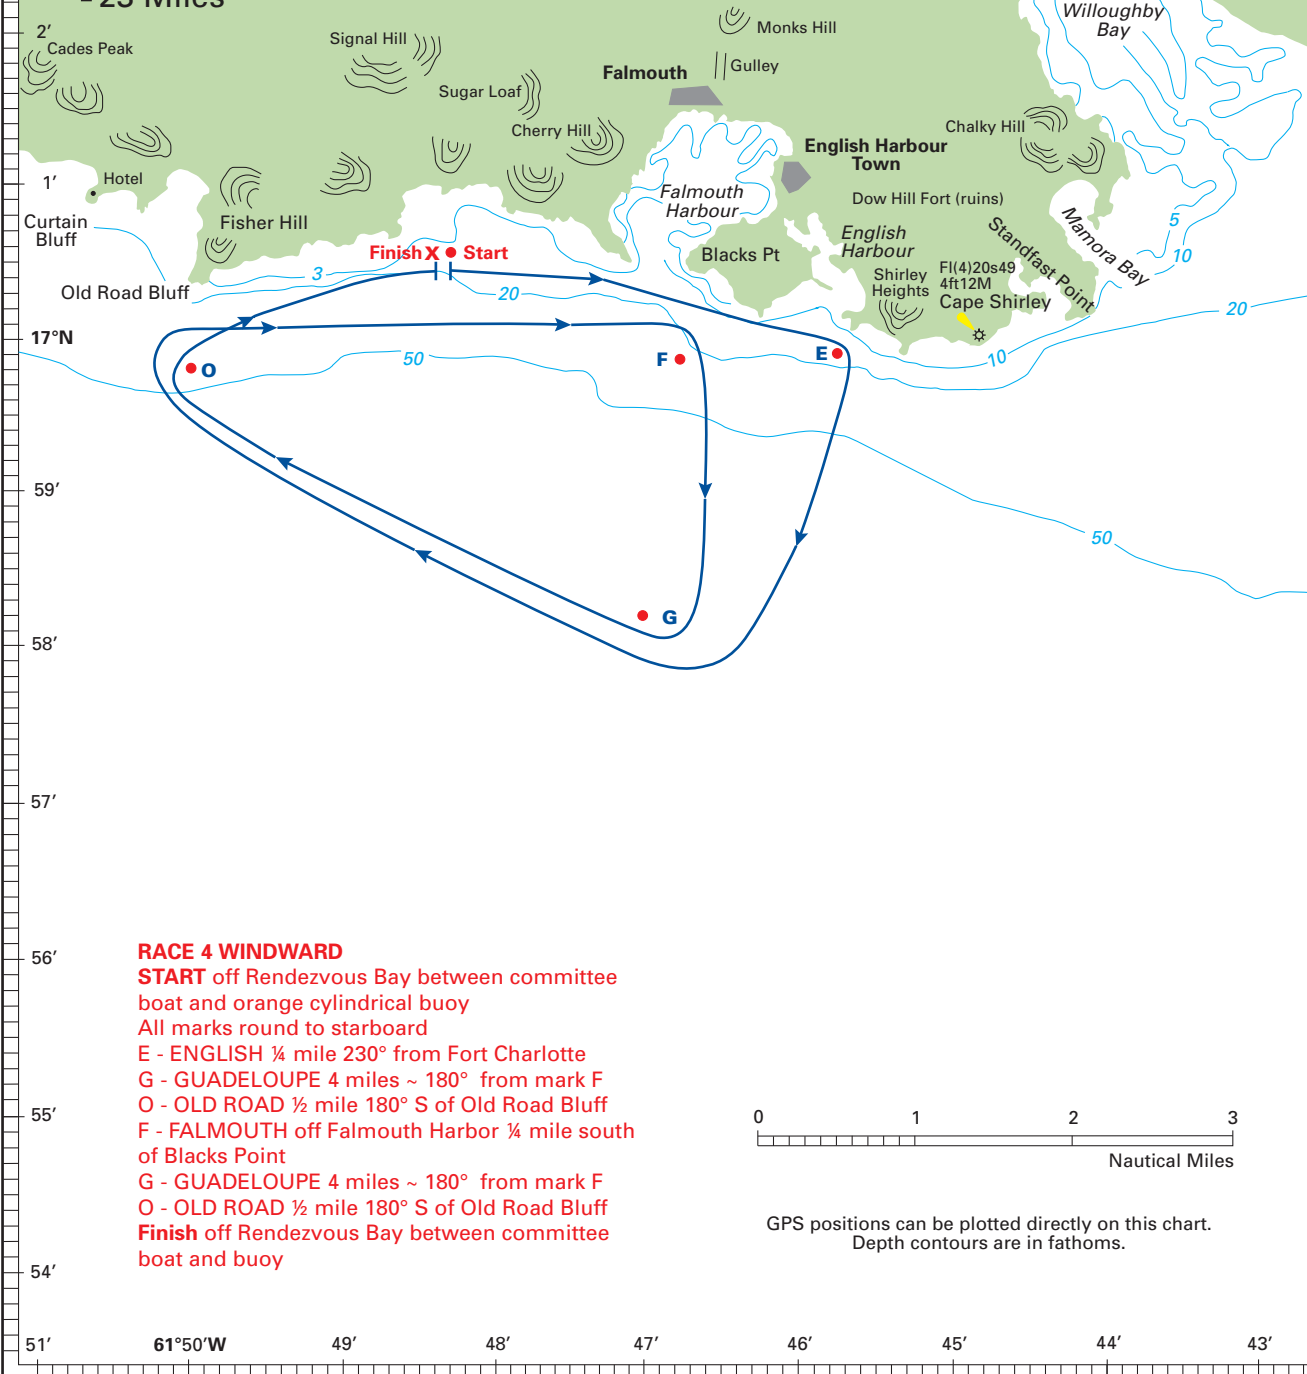 - 25 Miles
2′
Cades Peak
Signal Hill
Monks Hill
Willoughby
Bay
Falmouth
Gulley
Sugar Loaf
Cherry Hill
Chalky Hill
English Harbour
Town
1′
Hotel
Falmouth
Harbour
Dow Hill Fort (ruins)
Curtain
Bluff
Fisher Hill
5
Mamora Bay
Standfast Point
English
Harbour
Finish X
Start
Blacks Pt
10
3
Fl(4)20s49
4ft12M
Shirley
Heights
Cape Shirley
Old Road Bluff
20
20
17°N
10
50
O
F
E
59′
50
G
58′
57′
56′
RACE 4 WINDWARD
START off Rendezvous Bay between committee
boat and orange cylindrical buoy
All marks round to starboard
E - ENGLISH ¼ mile 230° from Fort Charlotte
G - GUADELOUPE 4 miles ~ 180° from mark F
O - OLD ROAD ½ mile 180° S of Old Road Bluff
F - FALMOUTH off Falmouth Harbor ¼ mile south
of Blacks Point
G - GUADELOUPE 4 miles ~ 180° from mark F
O - OLD ROAD ½ mile 180° S of Old Road Bluff
Finish off Rendezvous Bay between committee
boat and buoy
55′
0 1 2 3
Nautical Miles
GPS positions can be plotted directly on this chart.
Depth contours are in fathoms.
54′
51′ 61°50′W 49′ 48′ 47′ 46′ 45′ 44′ 43′